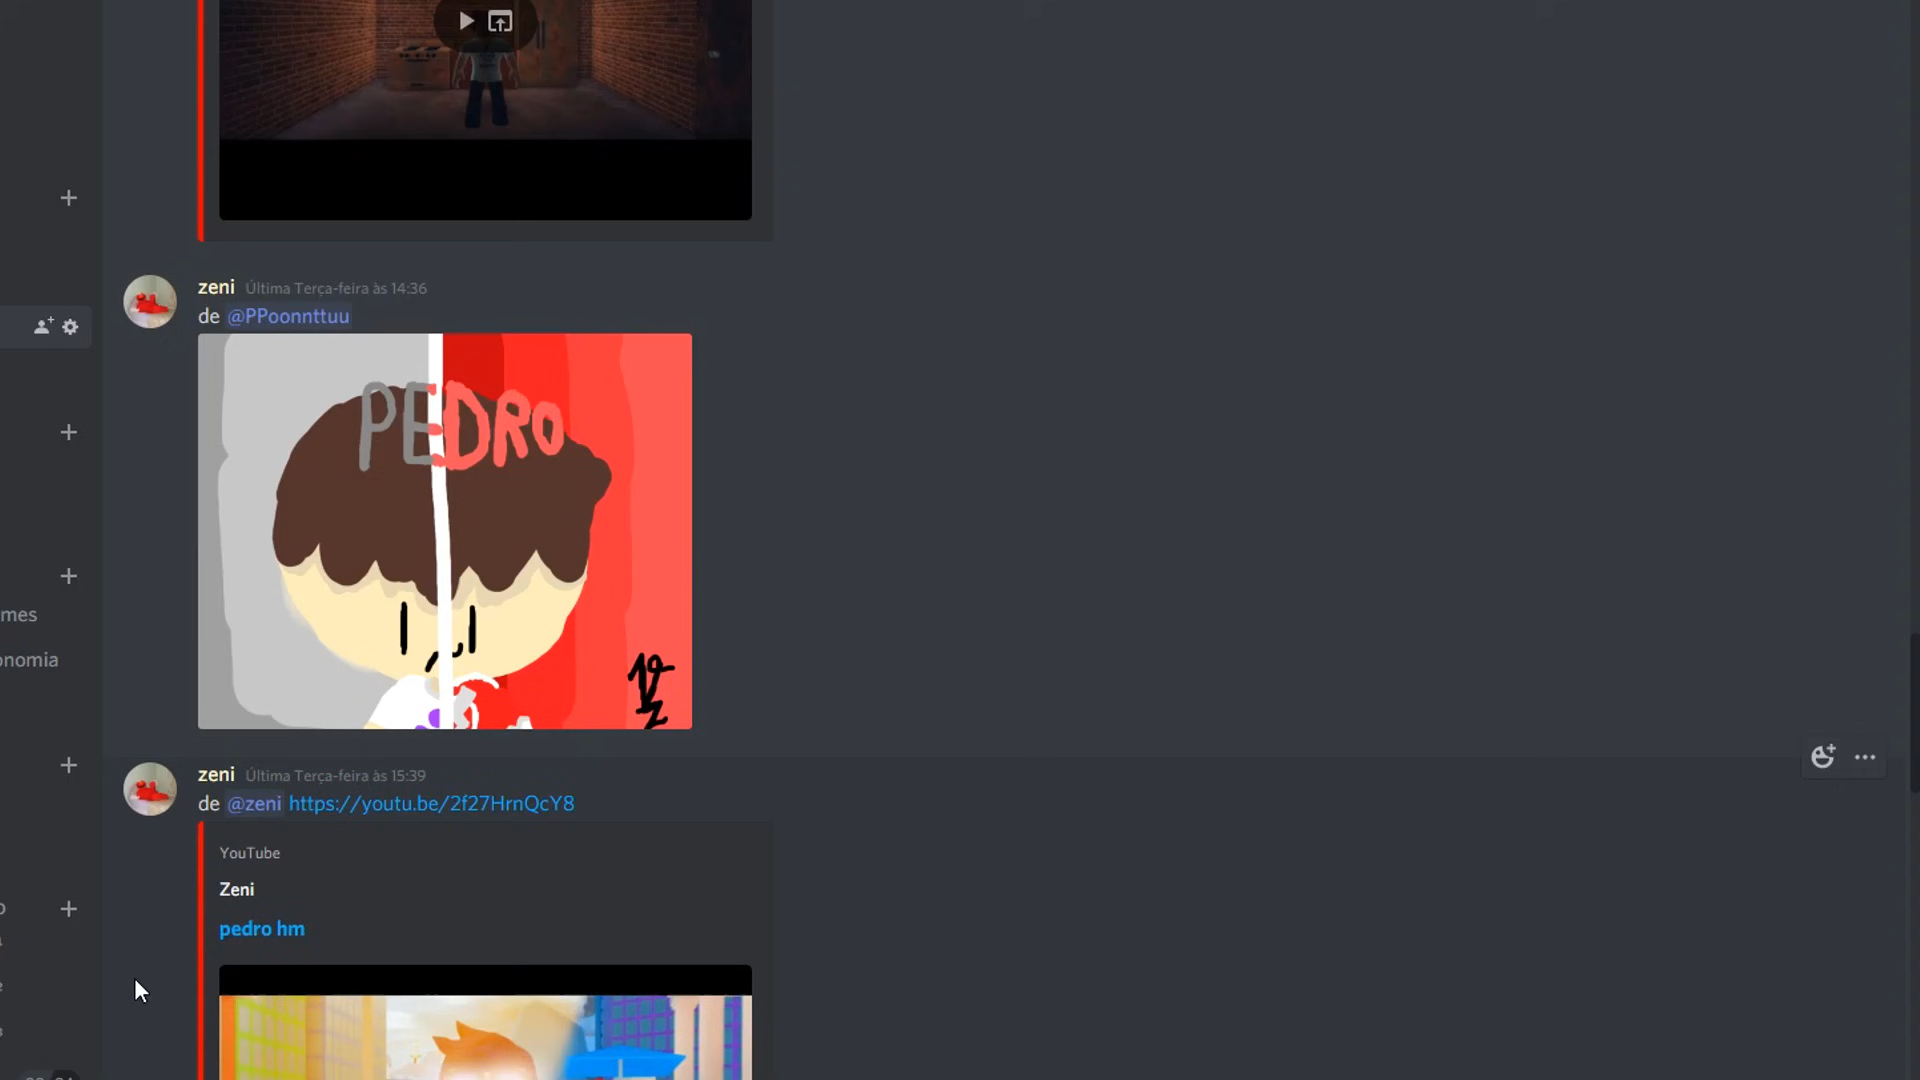 zeni Última Terça-feira às 14:36
de @PPoonnttuu
PEDRO
mes
onomia
zeni Última Terça-feira às 15:39
de @zeni https://youtu.be/2f27HrnQcY8
YouTube
Zeni
pedro hm